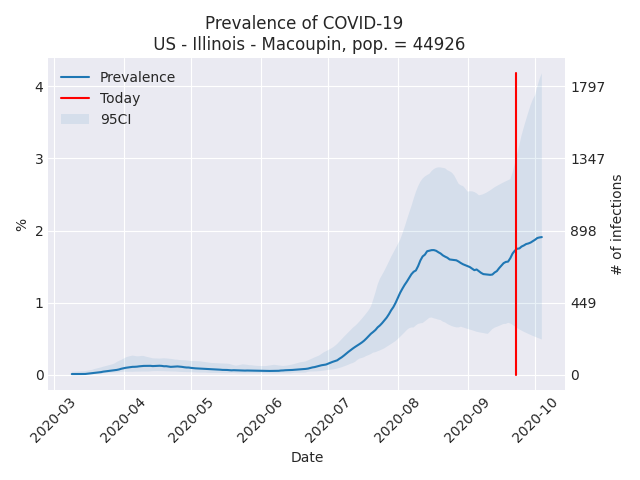 Prevalence of COVID-19
US - Illinois - Macoupin, pop. = 44926
Prevalence
Today
95CI
4
3
2
1
0
%
1797
1347
898
449
0
# of infections
2020-03
2020-04
2020-05
2020-06
2020-07
2020-08
2020-09
2020-10
Date